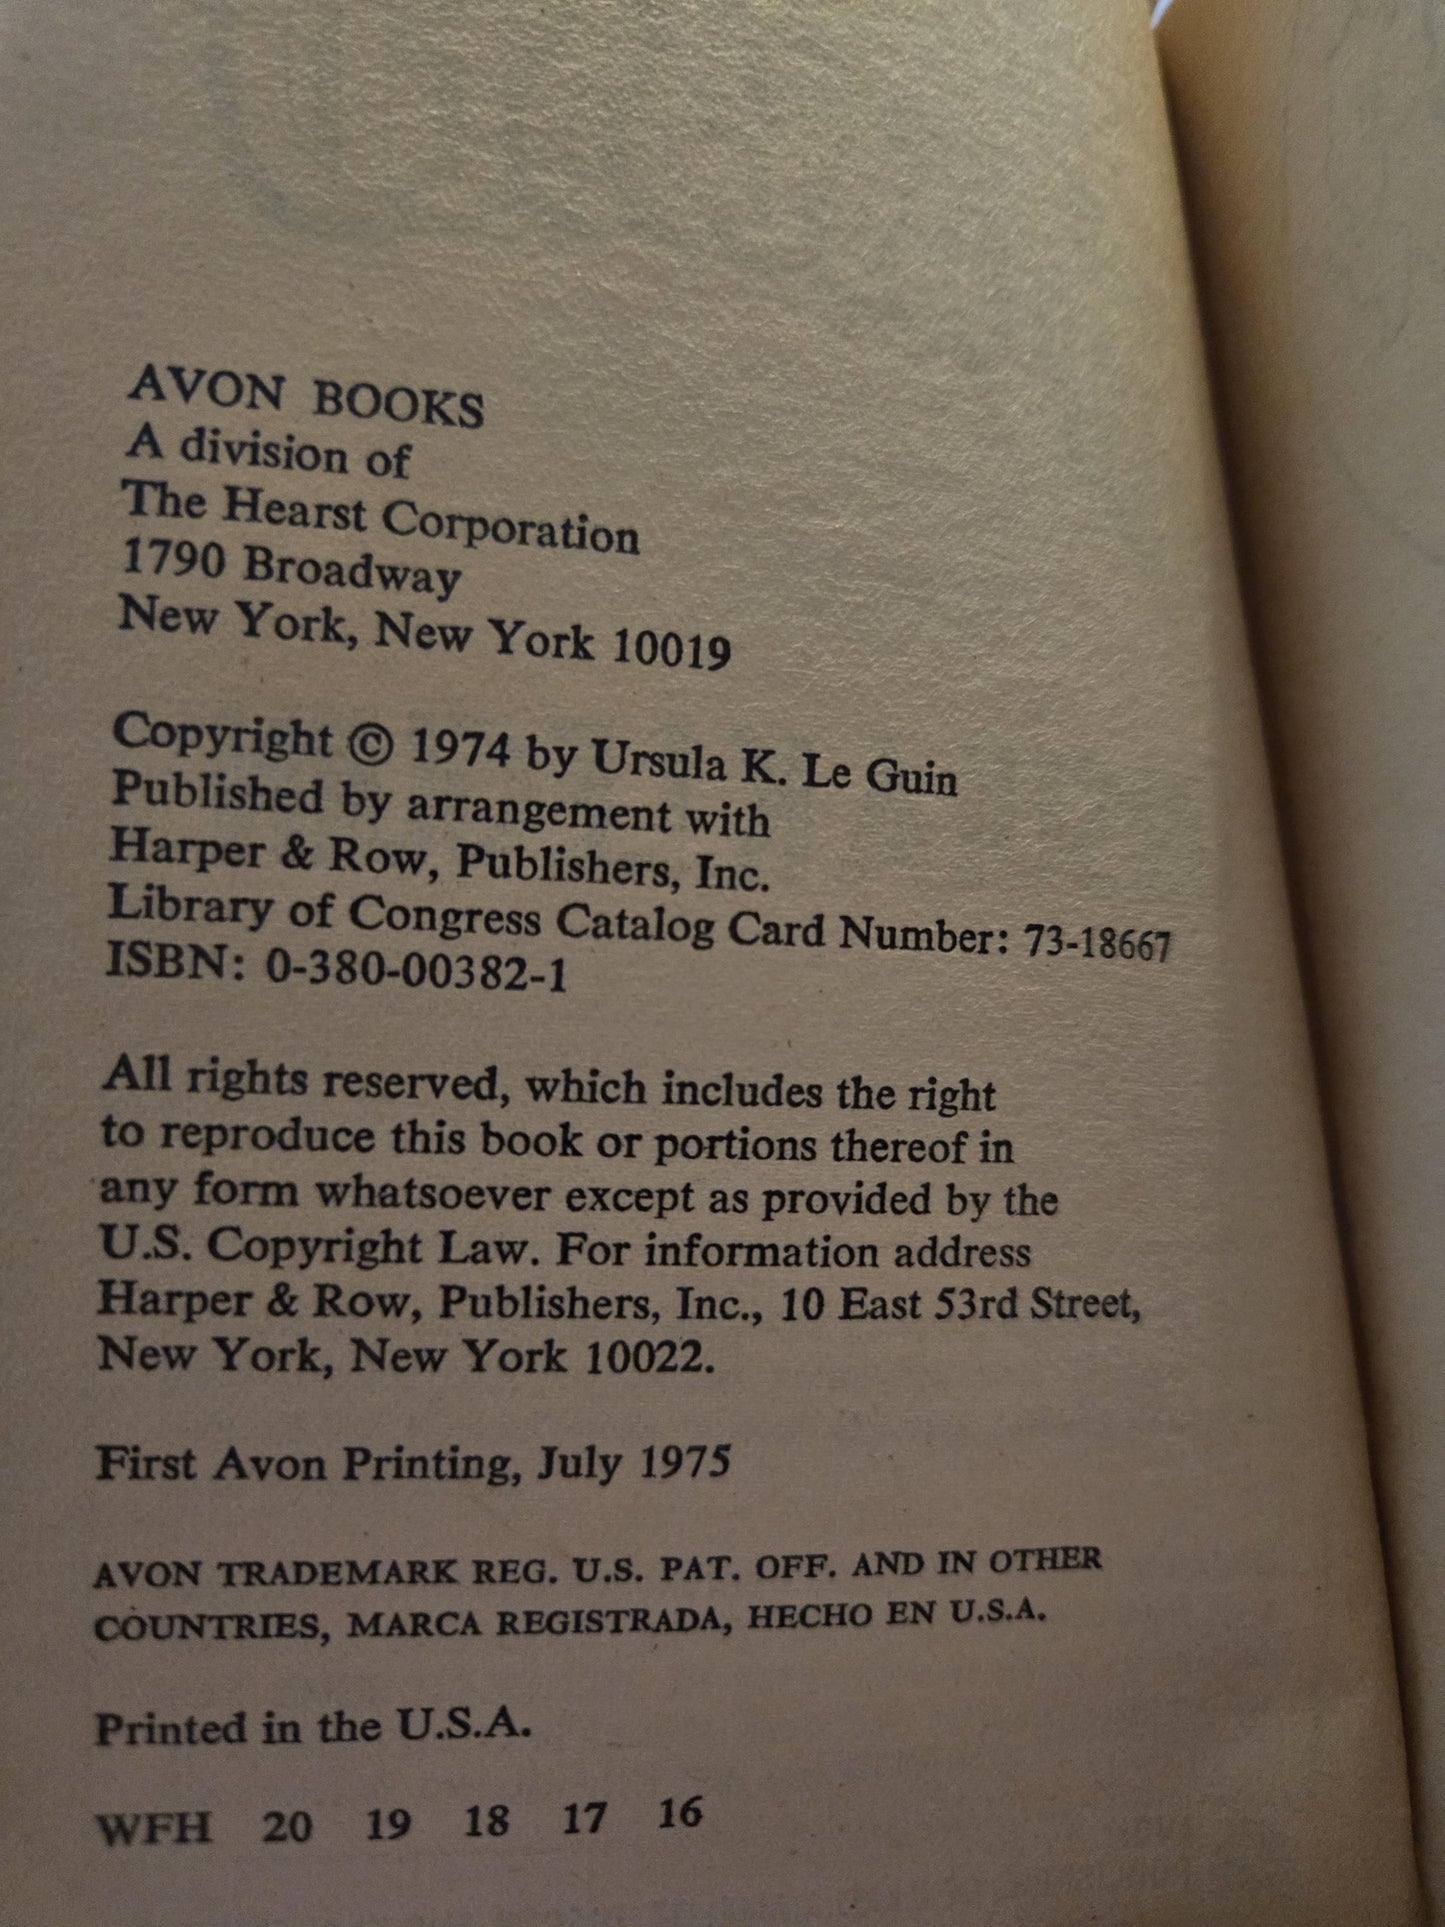 AVON BOOKS
A division of
The Hearst Corporation
1790 Broadway
New York, New York 10019
Copyright © 1974 by Ursula K. Le Guin
Published by arrangement with
Harper & Row, Publishers, Inc.
Library of Congress Catalog Card Number: 73-18667
ISBN: 0-380-00382-1
All rights reserved, which includes the right
to reproduce this book or portions thereof in
any form whatsoever except as provided by the
U.S. Copyright Law. For information address
Harper & Row, Publishers, Inc., 10 East 53rd Street,
New York, New York 10022.
First Avon Printing, July 1975
AVON TRADEMARK REG. U.S. PAT. OFF. AND IN OTHER
COUNTRIES, MARCA REGISTRADA, HECHO EN U.S.A.
Printed in the U.S.A.
WFH 20 19 18 17 16